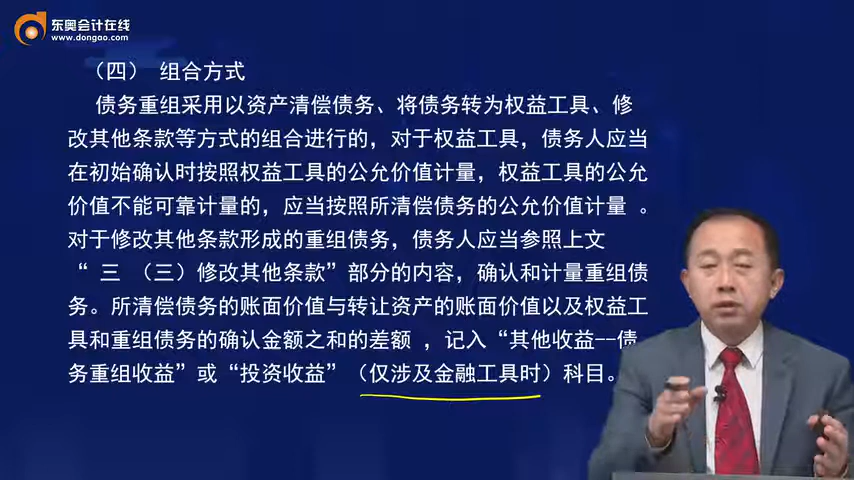 东奥会计在线
www.dongao.com
（四） 组合方式
债务重组采用以资产清偿债务、将债务转为权益工具、修
改其他条款等方式的组合进行的，对于权益工具，债务人应当
在初始确认时按照权益工具的公允价值计量，权益工具的公允
价值不能可靠计量的，应当按照所清偿债务的公允价值计量 。
对于修改其他条款形成的重组债务，债务人应当参照上文
“ 三 （三）修改其他条款”部分的内容，确认和计量重组债
务。所清偿债务的账面价值与转让资产的账面价值以及权益工
具和重组债务的确认金额之和的差额 ，记入“其他收益--债
务重组收益”或“投资收益”（仅涉及金融工具时）科目。